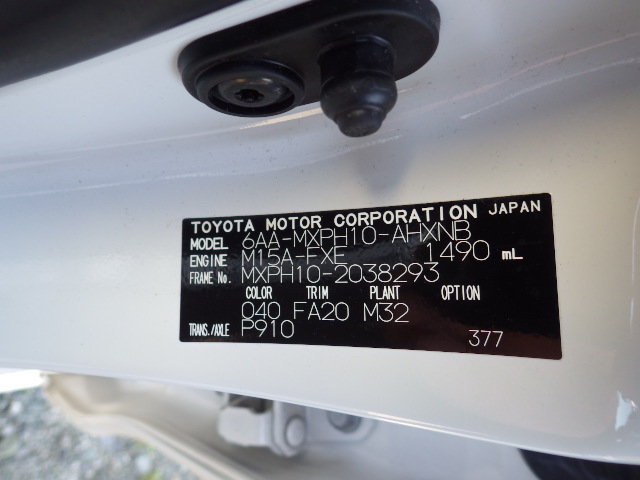 TOYOTA MOTOR CORPORATION JAPAN
MODEL 6AA-MXPH10-AHXNB
ENGINE M15A-FXE 1490 mL
FRAME No. MXPH10-2038293
COLOR TRIM PLANT OPTION
040 FA20 M32
TRANS./AXLE P910
377